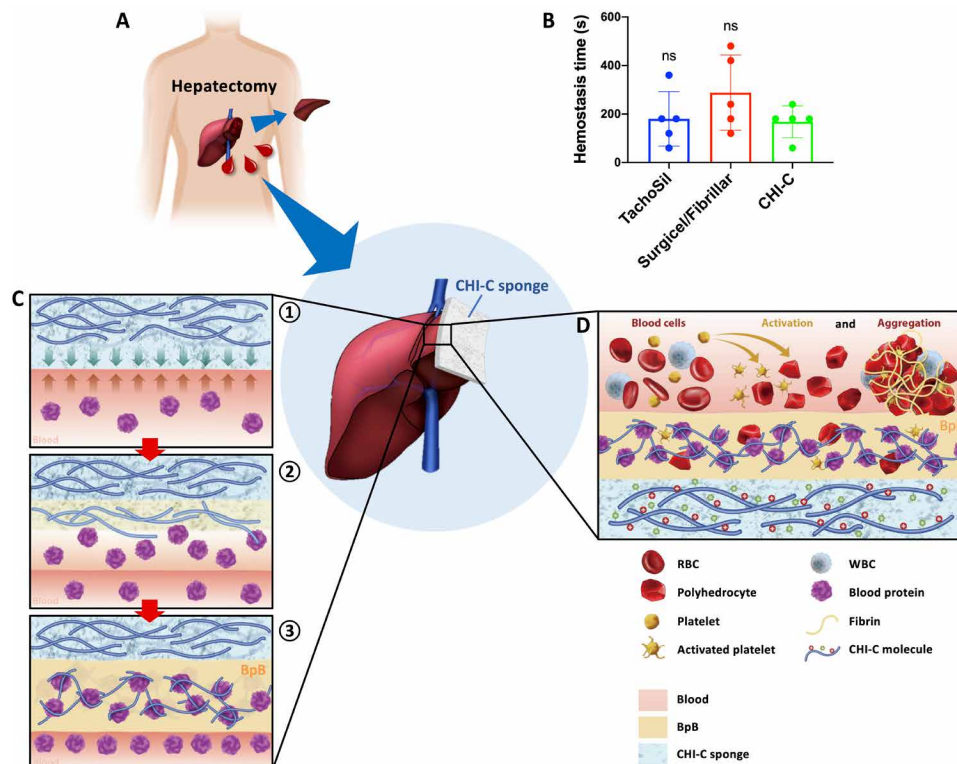 A
Hepatectomy
B
Hemostasis time (s)
600
400
200
0
ns
ns
TachoSil
Surgicel/Fibrillar
CHI-C
CHI-C sponge
C
①
Blood
②
Blood
③
BpB
D
Blood cells
Activation and Aggregation
Bp
RBC
WBC
Polyhedrocyte
Blood protein
Platelet
Fibrin
Activated platelet
CHI-C molecule
Blood
BpB
CHI-C sponge